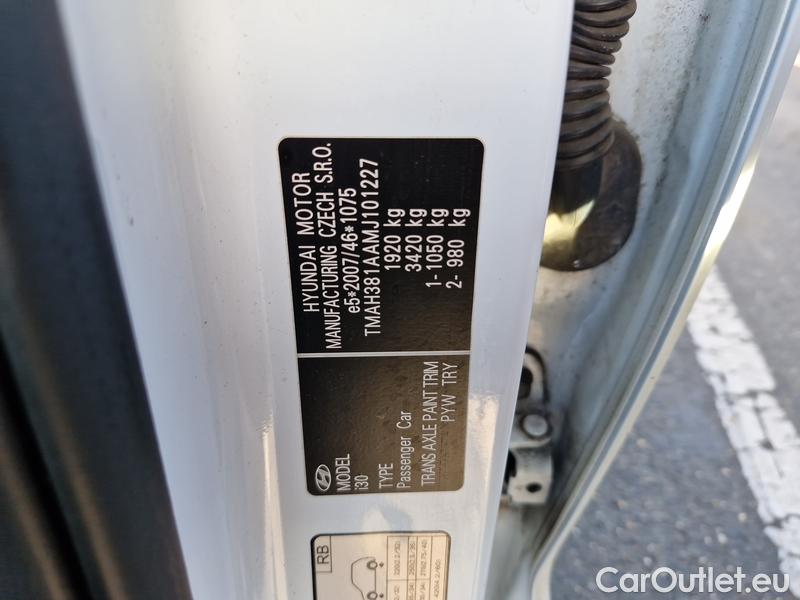 HYUNDAI MOTOR
MANUFACTURING CZECH S.R.O.
e5*2007/46*1075
TMAH381AAMJ101227
1920 kg
3420 kg
1- 1050 kg
2- 980 kg
MODEL
i30
TYPE
Passenger Car
TRANS AXLE PAINT TRIM
PYW TRY
RB
CarOutlet.eu